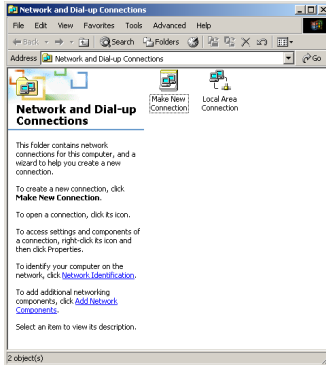 Network and Dial-up Connections
File Edit View Favorites Tools Advanced Help
Back Search Folders
Address Network and Dial-up Connections Go
Network and Dial-up
Connections
This folder contains network
connections for this computer, and a
wizard to help you create a new
connection.
To create a new connection, click
Make New Connection.
To open a connection, click its icon.
To access settings and components of
a connection, right-click its icon and
then click Properties.
To identify your computer on the
network, click Network Identification.
To add additional networking
components, click Add Network
Components.
Select an item to view its description.
Make New
Connection
Local Area
Connection
2 object(s)